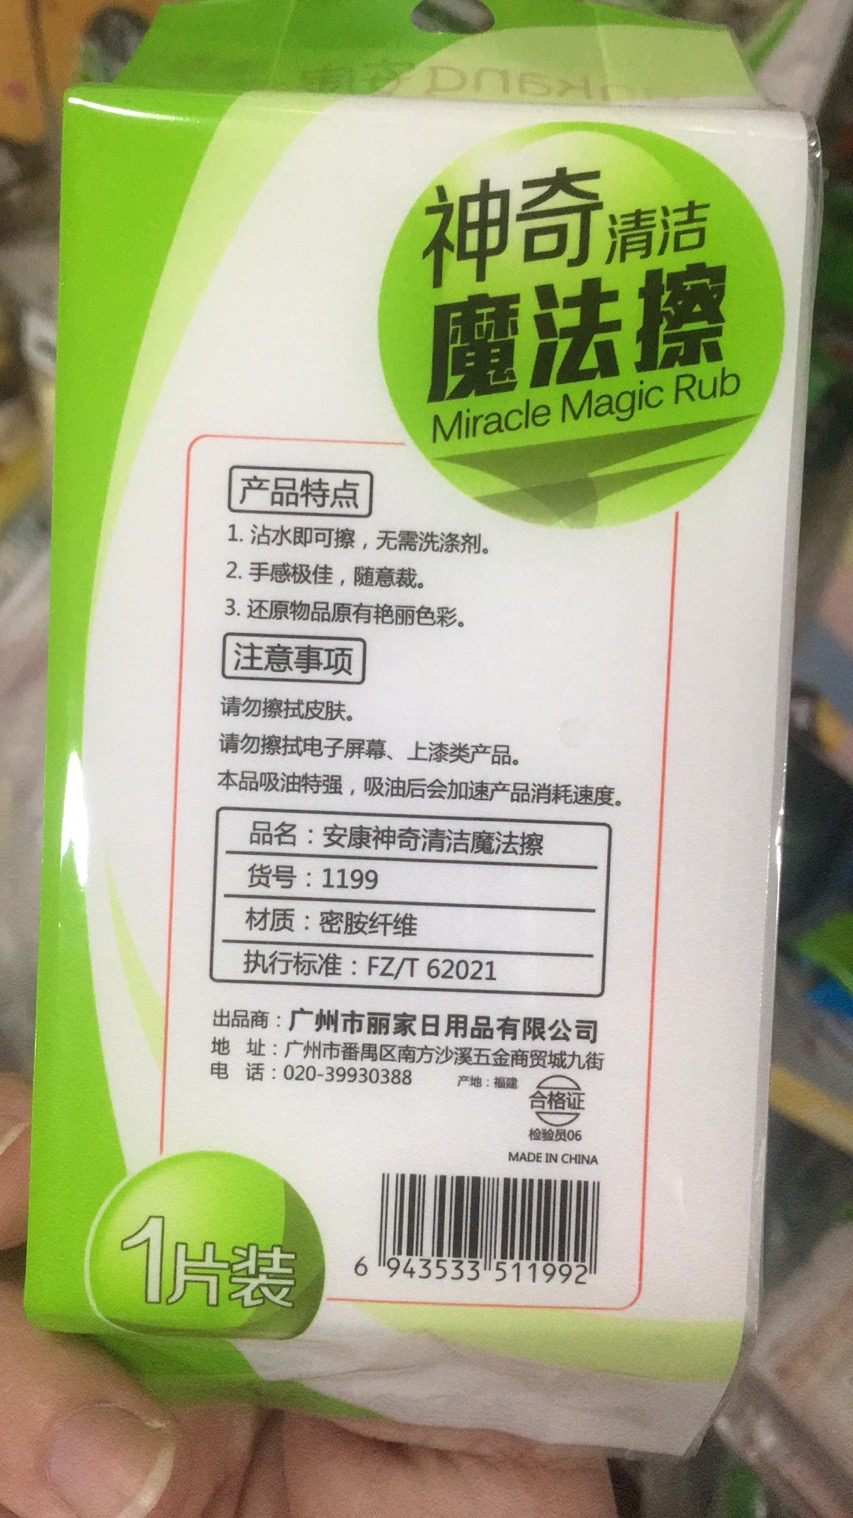 神奇清洁
魔法擦
Miracle Magic Rub
产品特点
1. 沾水即可擦，无需洗涤剂。
2. 手感极佳，随意裁。
3. 还原物品原有艳丽色彩。
注意事项
请勿擦拭皮肤。
请勿擦拭电子屏幕、上漆类产品。
本品吸油特强，吸油后会加速产品消耗速度。
品名：安康神奇清洁魔法擦
货号：1199
材质：密胺纤维
执行标准：FZ/T 62021
出品商：广州市丽家日用品有限公司
地 址：广州市番禺区南方沙溪五金商贸城九街
电 话：020-39930388
产地：福建
合格证
检验员06
MADE IN CHINA
6 943533 511992
1片装